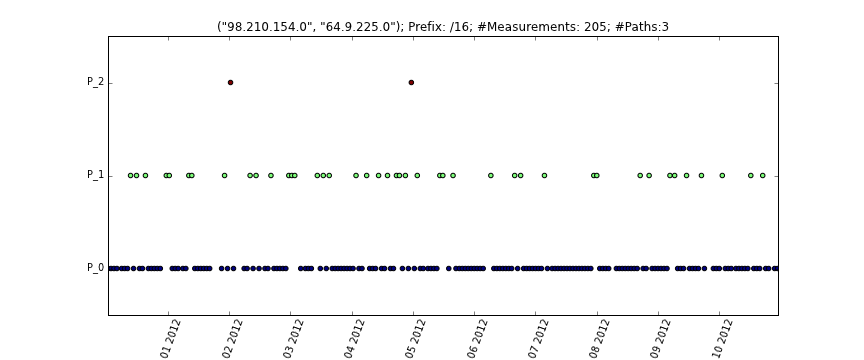 ("98.210.154.0", "64.9.225.0"); Prefix: /16; #Measurements: 205; #Paths:3
P_2
P_1
P_0
01 2012
02 2012
03 2012
04 2012
05 2012
06 2012
07 2012
08 2012
09 2012
10 2012